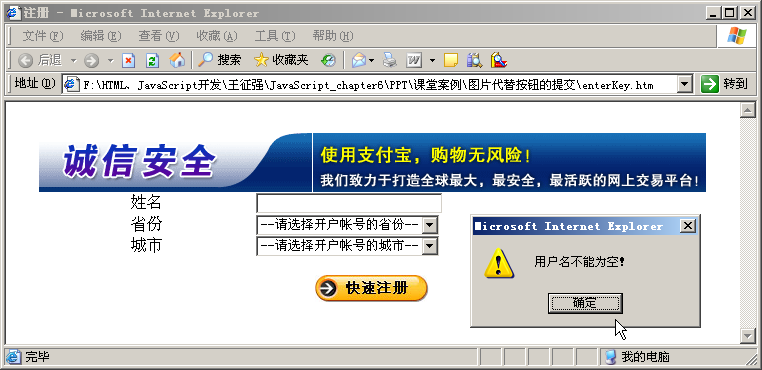 注册 - Microsoft Internet Explorer
文件(F) 编辑(E) 查看(V) 收藏(A) 工具(T) 帮助(H)
后退 搜索 收藏夹
地址(D) F:\HTML、JavaScript开发\王征强\JavaScript_chapter6\PPT\课堂案例\图片代替按钮的提交\enterKey.htm 转到
诚信安全
使用支付宝，购物无风险!
我们致力于打造全球最大，最安全，最活跃的网上交易平台!
姓名
省份 --请选择开户帐号的省份--
城市 --请选择开户帐号的城市--
快速注册
Microsoft Internet Explorer
用户名不能为空!
确定
完毕 我的电脑